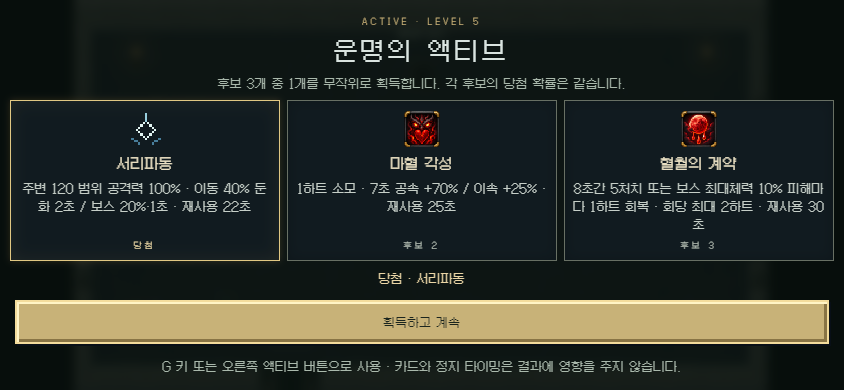 ACTIVE · LEVEL 5
운명의 액티브
후보 3개 중 1개를 무작위로 획득합니다. 각 후보의 당첨 확률은 같습니다.
서리파동
주변 120 범위 공격력 100% · 이동 40% 둔
화 2초 / 보스 20%·1초 · 재사용 22초
당첨
마혈 각성
1하트 소모 · 7초 공속 +70% / 이속 +25% ·
재사용 25초
후보 2
혈월의 계약
8초간 5처치 또는 보스 최대체력 10% 피해마
다 1하트 회복 · 회당 최대 2하트 · 재사용 30
초
후보 3
당첨 · 서리파동
획득하고 계속
G 키 또는 오른쪽 액티브 버튼으로 사용 · 카드와 정지 타이밍은 결과에 영향을 주지 않습니다.